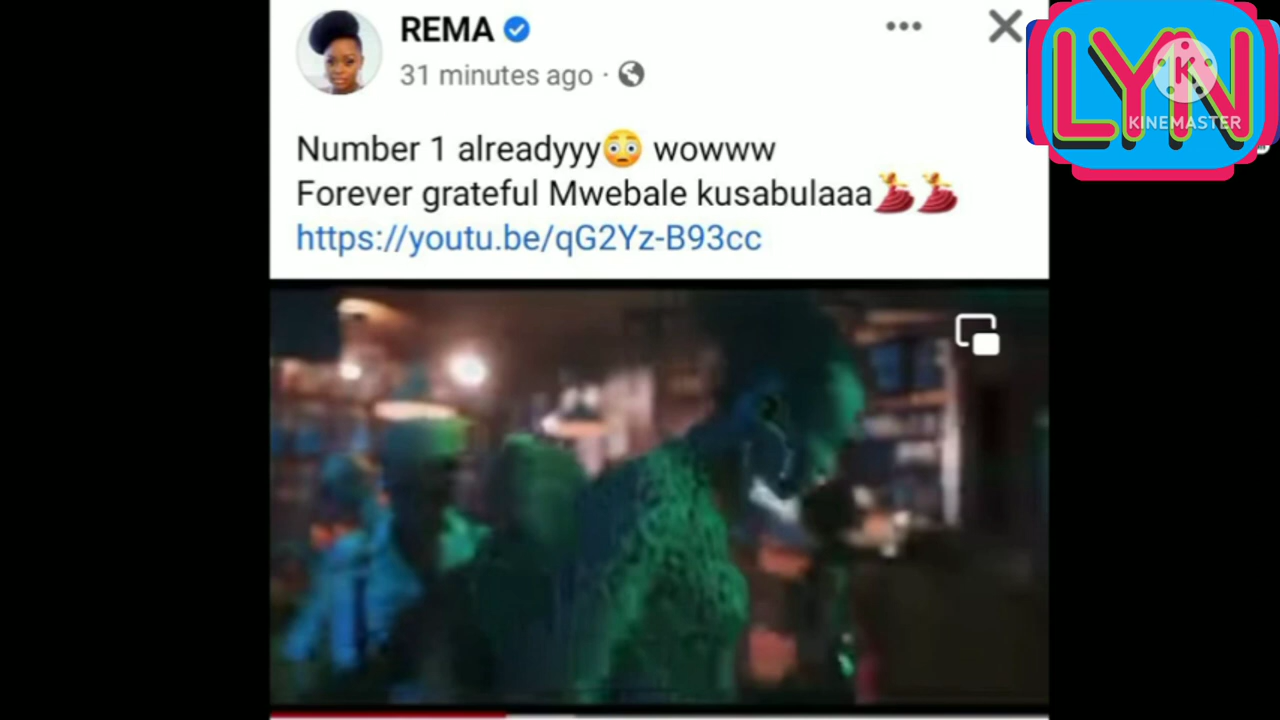 REMA
31 minutes ago ·
Number 1 alreadyyy😳 wowww
Forever grateful Mwebale kusabulaaa💃💃
https://youtu.be/qG2Yz-B93cc
LYN
K
KINEMASTER